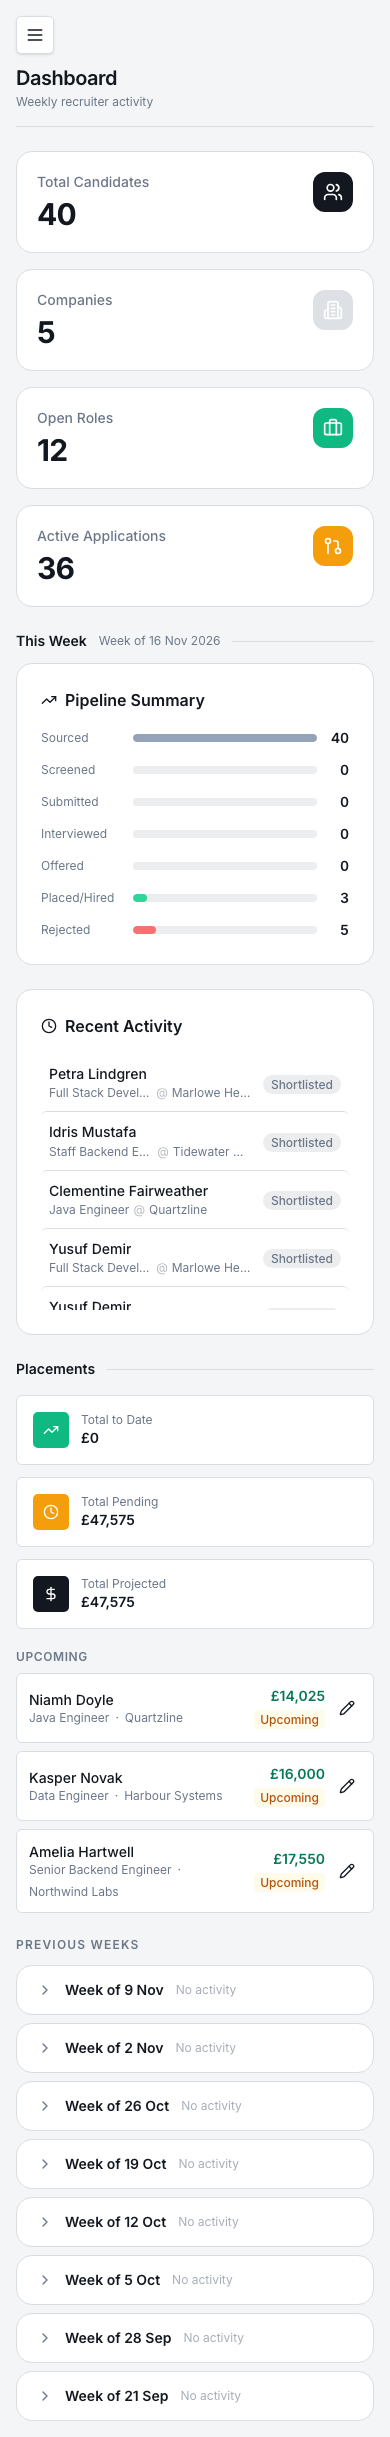 Dashboard
Weekly recruiter activity
Total Candidates
40
Companies
5
Open Roles
12
Active Applications
36
This Week Week of 16 Nov 2026
Pipeline Summary
Sourced 40
Screened 0
Submitted 0
Interviewed 0
Offered 0
Placed/Hired 3
Rejected 5
Recent Activity
Petra Lindgren
Full Stack Devel... @ Marlowe He... Shortlisted
Idris Mustafa
Staff Backend E... @ Tidewater ... Shortlisted
Clementine Fairweather
Java Engineer @ Quartzline Shortlisted
Yusuf Demir
Full Stack Devel... @ Marlowe He... Shortlisted
Yusuf Demir
Placements
Total to Date
£0
Total Pending
£47,575
Total Projected
£47,575
UPCOMING
Niamh Doyle £14,025
Java Engineer · Quartzline Upcoming
Kasper Novak £16,000
Data Engineer · Harbour Systems Upcoming
Amelia Hartwell £17,550
Senior Backend Engineer · Upcoming
Northwind Labs
PREVIOUS WEEKS
Week of 9 Nov No activity
Week of 2 Nov No activity
Week of 26 Oct No activity
Week of 19 Oct No activity
Week of 12 Oct No activity
Week of 5 Oct No activity
Week of 28 Sep No activity
Week of 21 Sep No activity